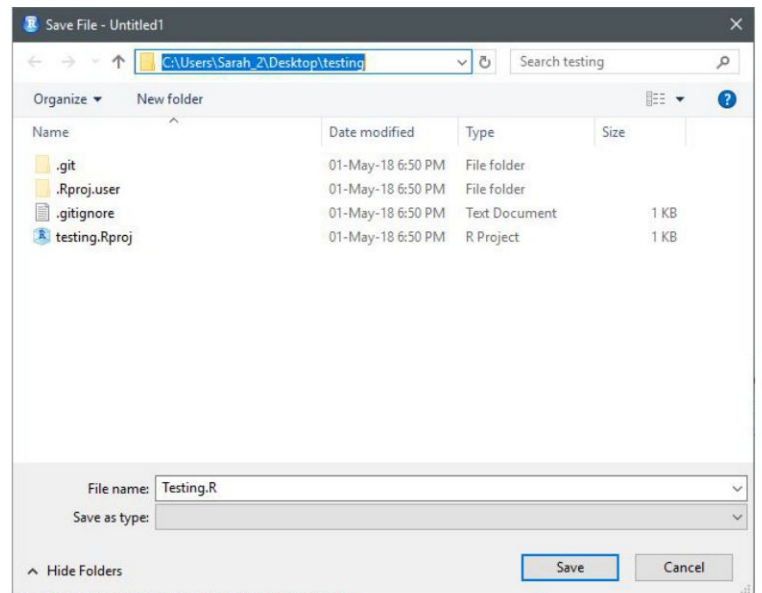 Save File - Untitled1
C:\Users\Sarah_2\Desktop\testing
Search testing
Organize
New folder
Name Date modified Type Size
.git 01-May-18 6:50 PM File folder
.Rproj.user 01-May-18 6:50 PM File folder
.gitignore 01-May-18 6:50 PM Text Document 1 KB
testing.Rproj 01-May-18 6:50 PM R Project 1 KB
File name: Testing.R
Save as type:
Hide Folders
Save
Cancel